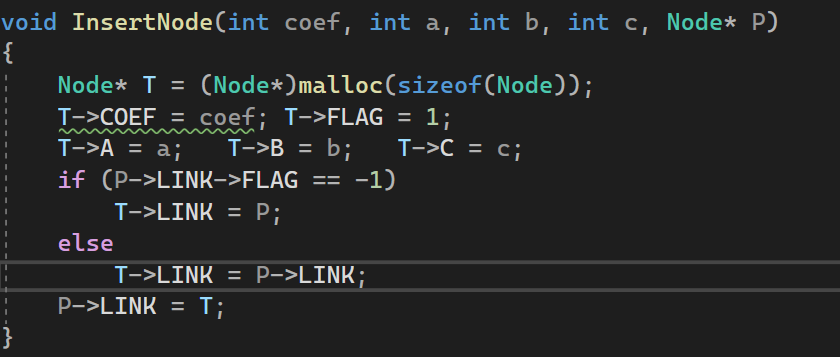 void InsertNode(int coef, int a, int b, int c, Node* P)
{
    Node* T = (Node*)malloc(sizeof(Node));
    T->COEF = coef; T->FLAG = 1;
    T->A = a;   T->B = b;   T->C = c;
    if (P->LINK->FLAG == -1)
        T->LINK = P;
    else
        T->LINK = P->LINK;
    P->LINK = T;
}